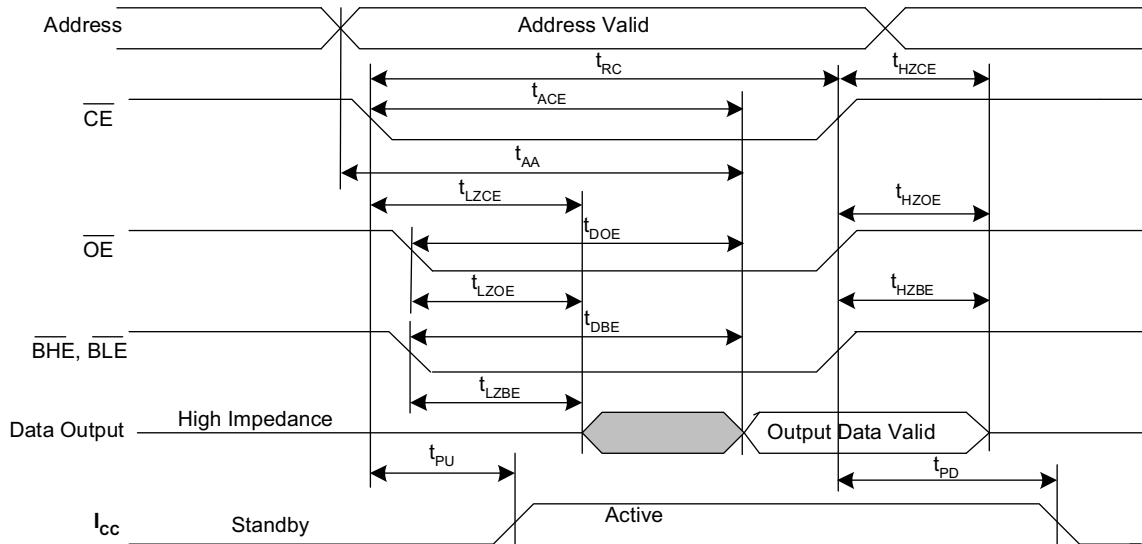 Address
Address Valid
tRC
tHZCE
tACE
CE
tAA
tLZCE
tHZOE
OE
tDOE
tLZOE
tHZBE
tDBE
BHE, BLE
tLZBE
Data Output
High Impedance
Output Data Valid
tPU
tPD
ICC
Standby
Active